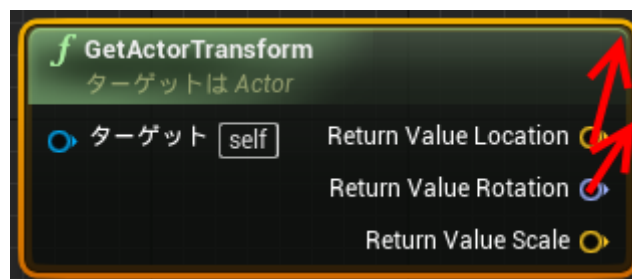 f GetActorTransform
ターゲットは Actor
ターゲット self Return Value Location
Return Value Rotation
Return Value Scale